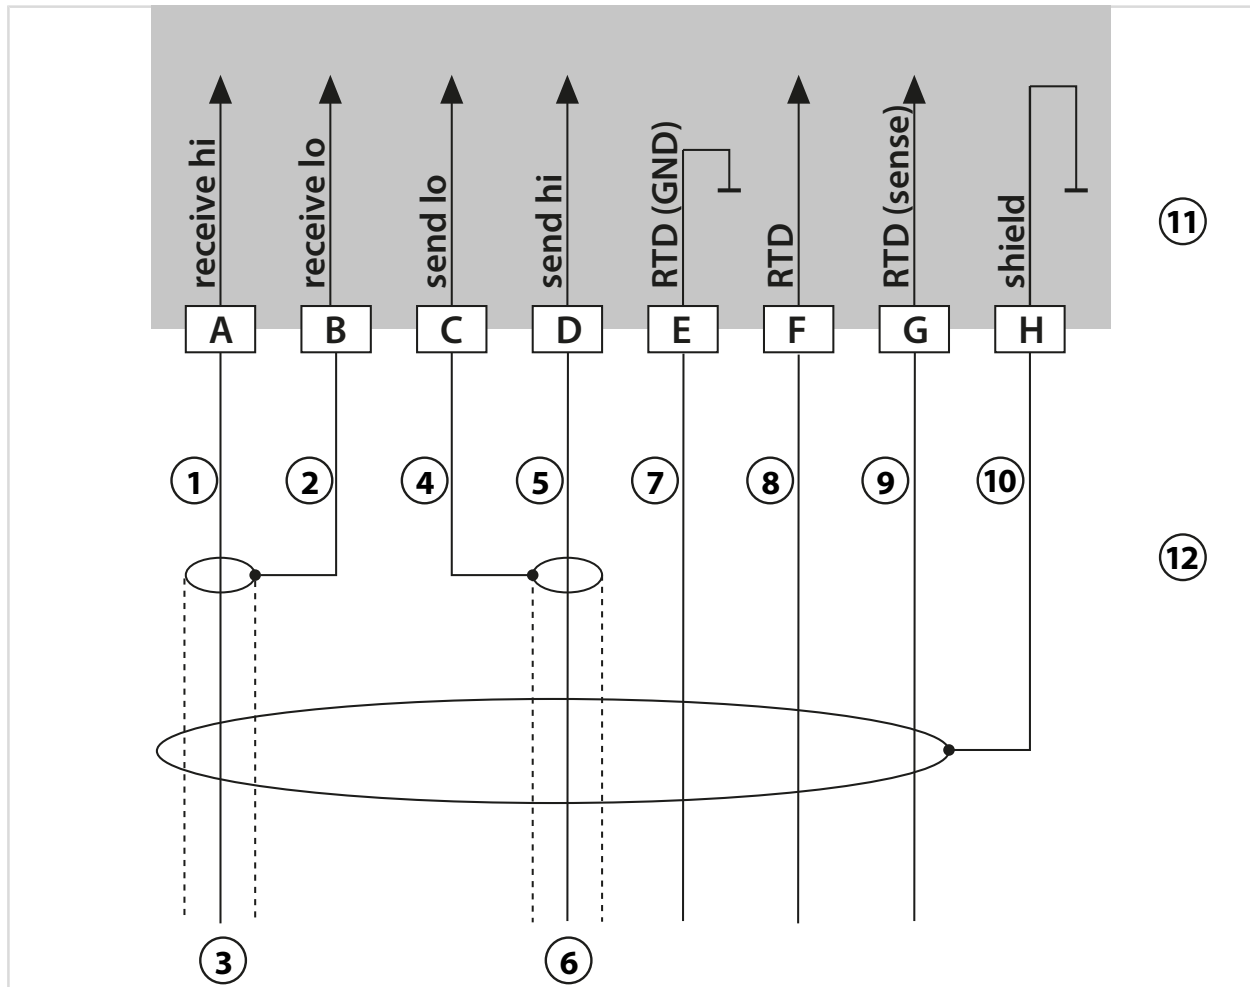 receive hi
receive lo
send lo
send hi
RTD (GND)
RTD
RTD (sense)
shield
11
A
B
C
D
E
F
G
H
1
2
4
5
7
8
9
10
12
3
6